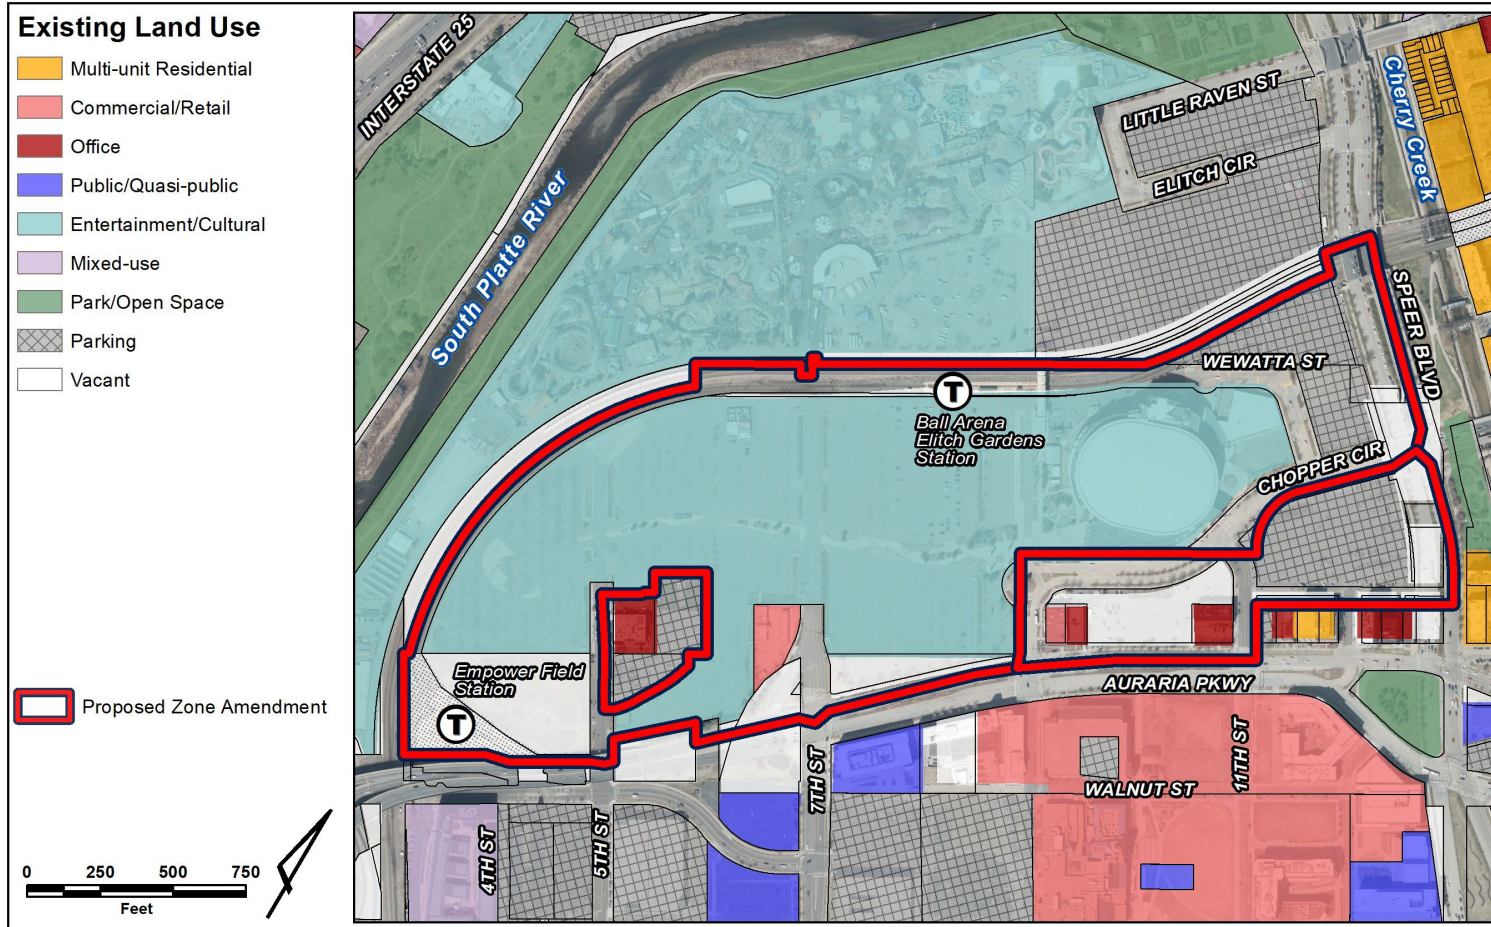 Existing Land Use
Multi-unit Residential
Commercial/Retail
Office
Public/Quasi-public
Entertainment/Cultural
Mixed-use
Park/Open Space
Parking
Vacant
Proposed Zone Amendment
0 250 500 750
Feet
INTERSTATE 25
South Platte River
LITTLE RAVEN ST
ELITCH CIR
Cherry Creek
SPEER BLVD
WEWATTA ST
T
Ball Arena
Elitch Gardens
Station
CHOPPER CIR
Empower Field
Station
T
AURARIA PKWY
7TH ST
11TH ST
WALNUT ST
4TH ST
5TH ST